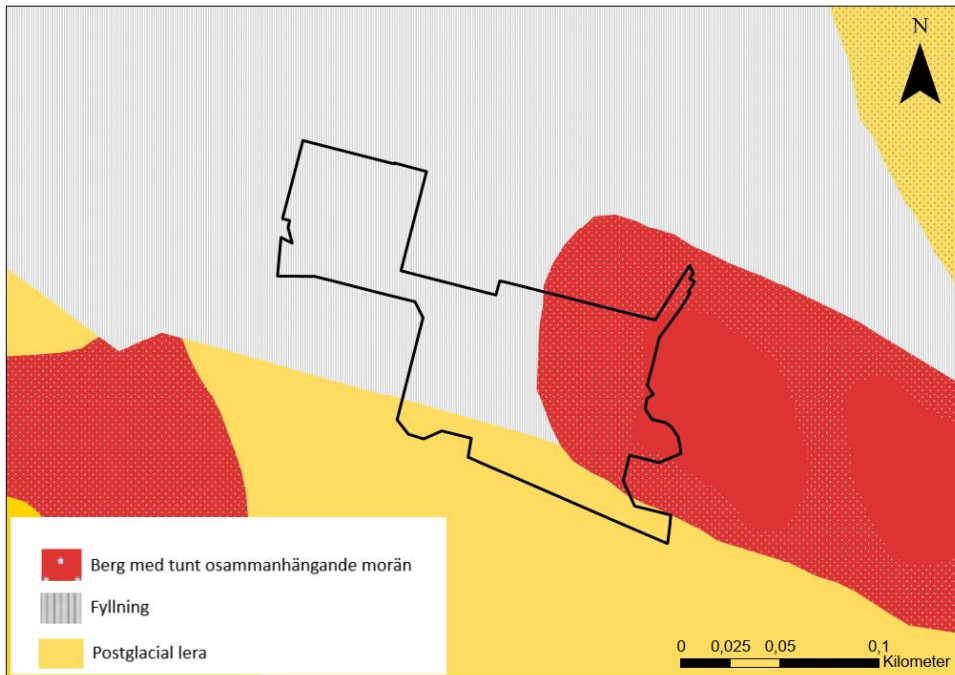 N
Berg med tunt osammanhängande morän
Fyllning
Postglacial lera
0 0,025 0,05 0,1
Kilometer